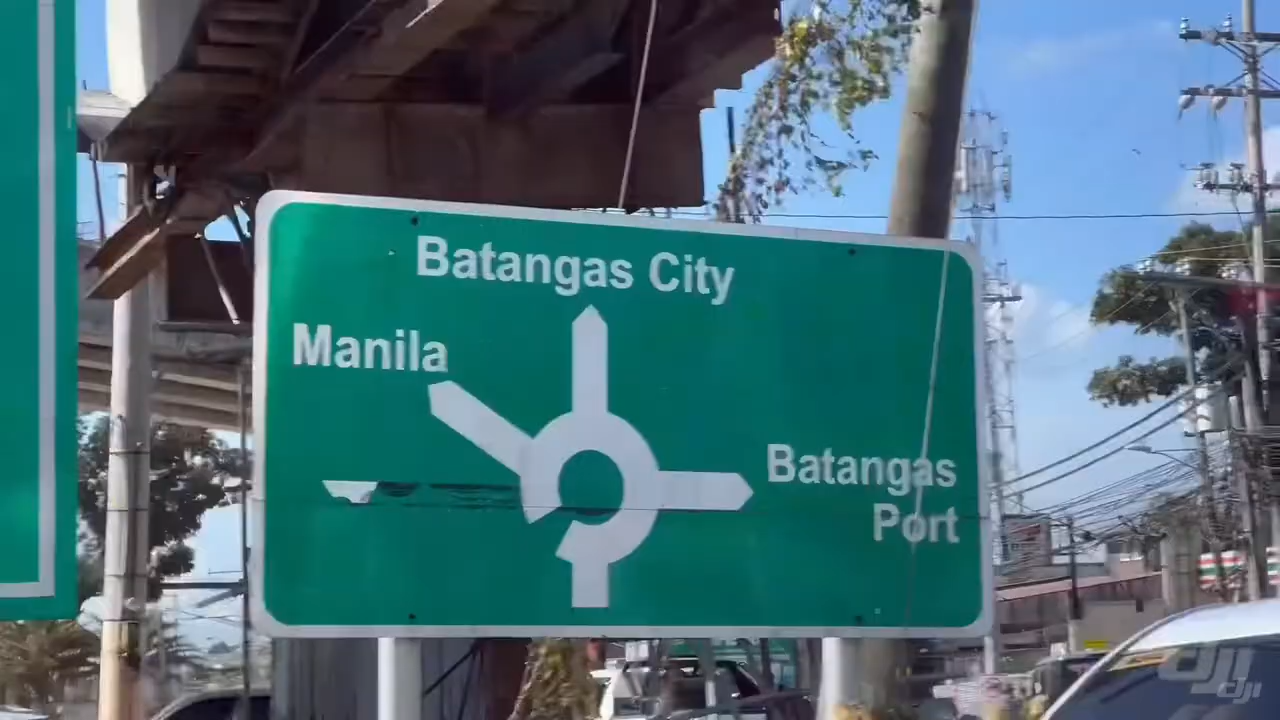 Batangas City
Manila
Batangas
Port
dji